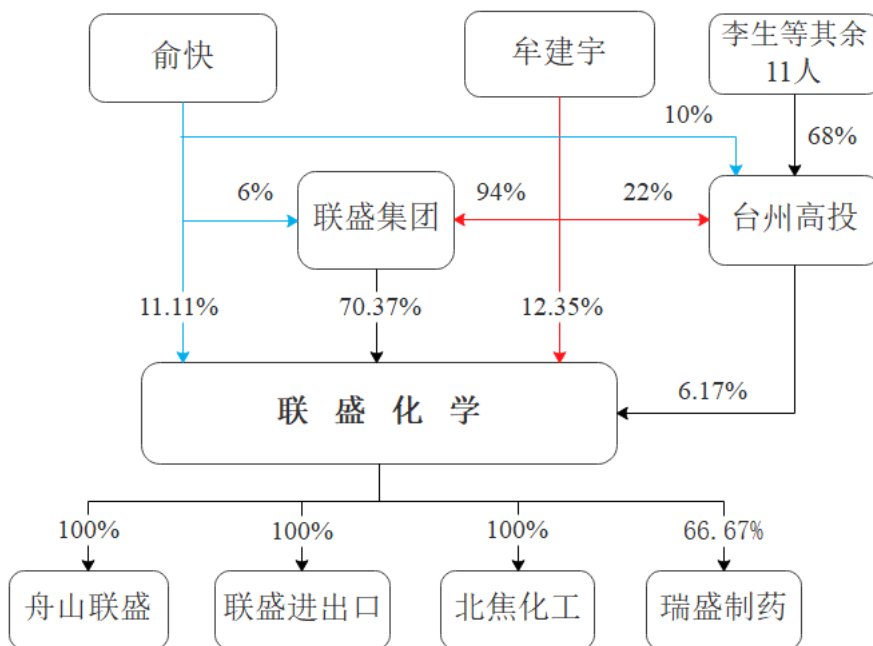 俞快
牟建宇
李生等其余
11人
10%
68%
6%
联盛集团
94%
22%
台州高投
11.11%
70.37%
12.35%
联盛化学
6.17%
100%
100%
100%
66.67%
舟山联盛
联盛进出口
北焦化工
瑞盛制药